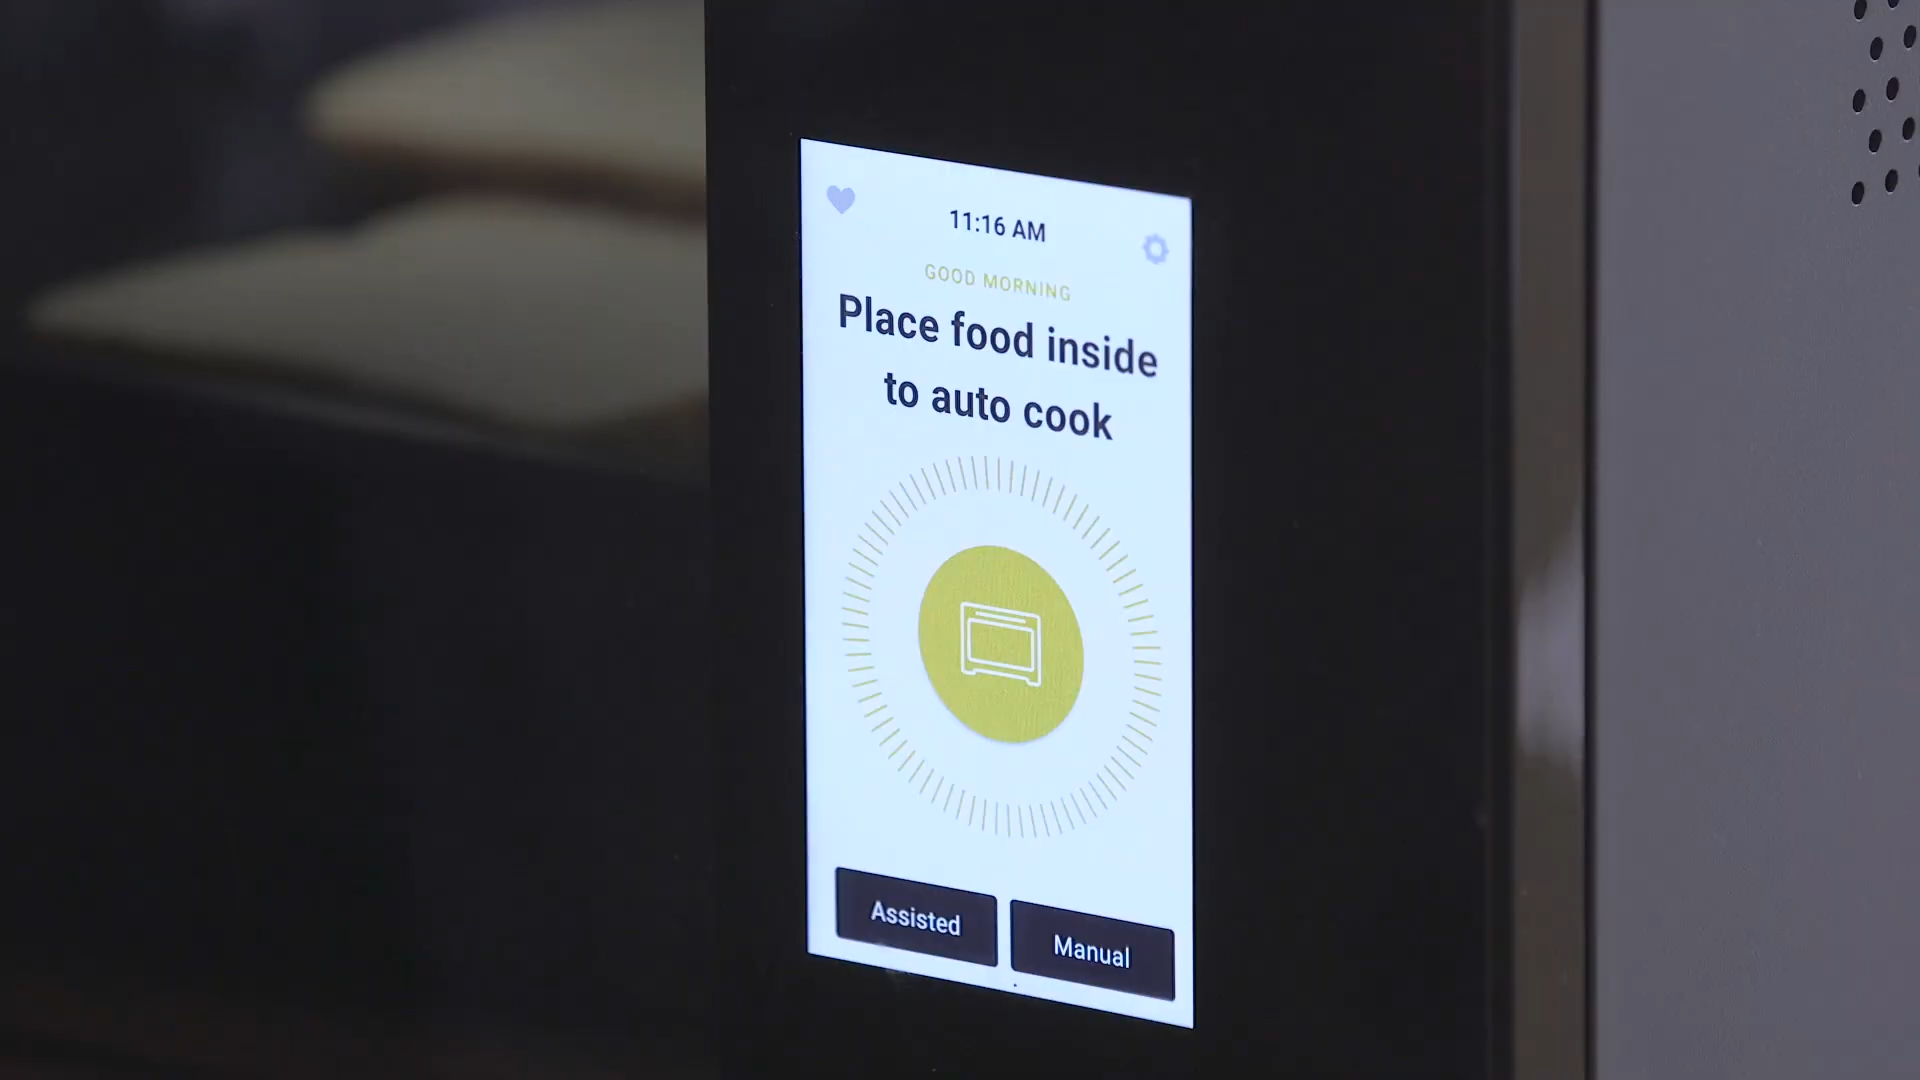 11:16 AM
GOOD MORNING
Place food inside
to auto cook
Assisted
Manual